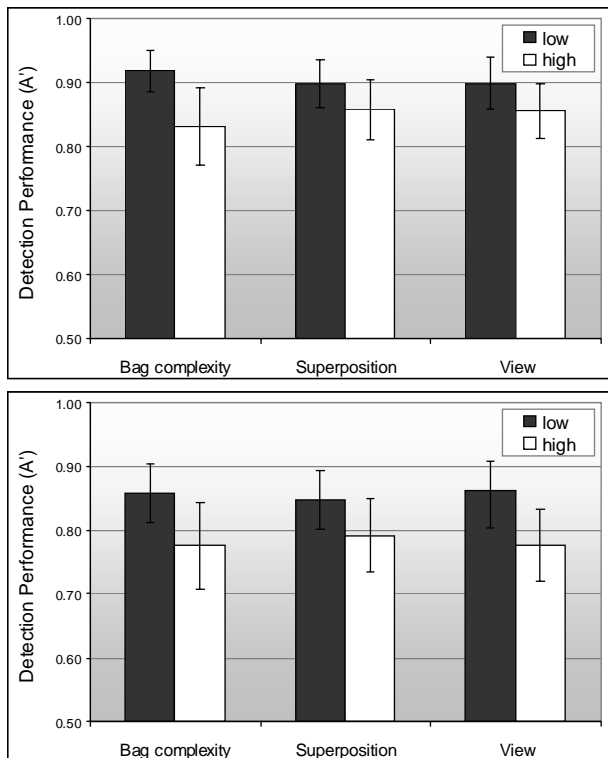 1.00
low
high
0.90
0.80
0.70
0.60
0.50
Detection Performance (A')
Bag complexity Superposition View
1.00
low
high
0.90
0.80
0.70
0.60
0.50
Detection Performance (A')
Bag complexity Superposition View